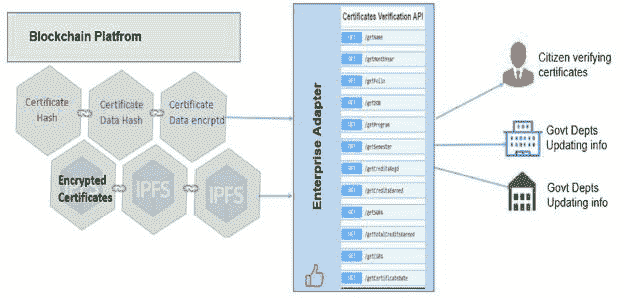 Blockchain Platfrom
Certificate
Hash
Certificate
Data Hash
Certificate
Data encrptd
Encrypted
Certificates
IPFS
IPFS
Enterprise Adapter
Certificates Verification API
GET /getName
GET /getMonthYear
GET /getFolio
GET /getDOB
GET /getProgram
GET /getSemester
GET /getCreditsRegd
GET /getCreditsEarned
GET
GET /getTotalCreditsEarned
GET
GET /getCertificateDate
Citizen verifying
certificates
Govt Depts
Updating info
Govt Depts
Updating info